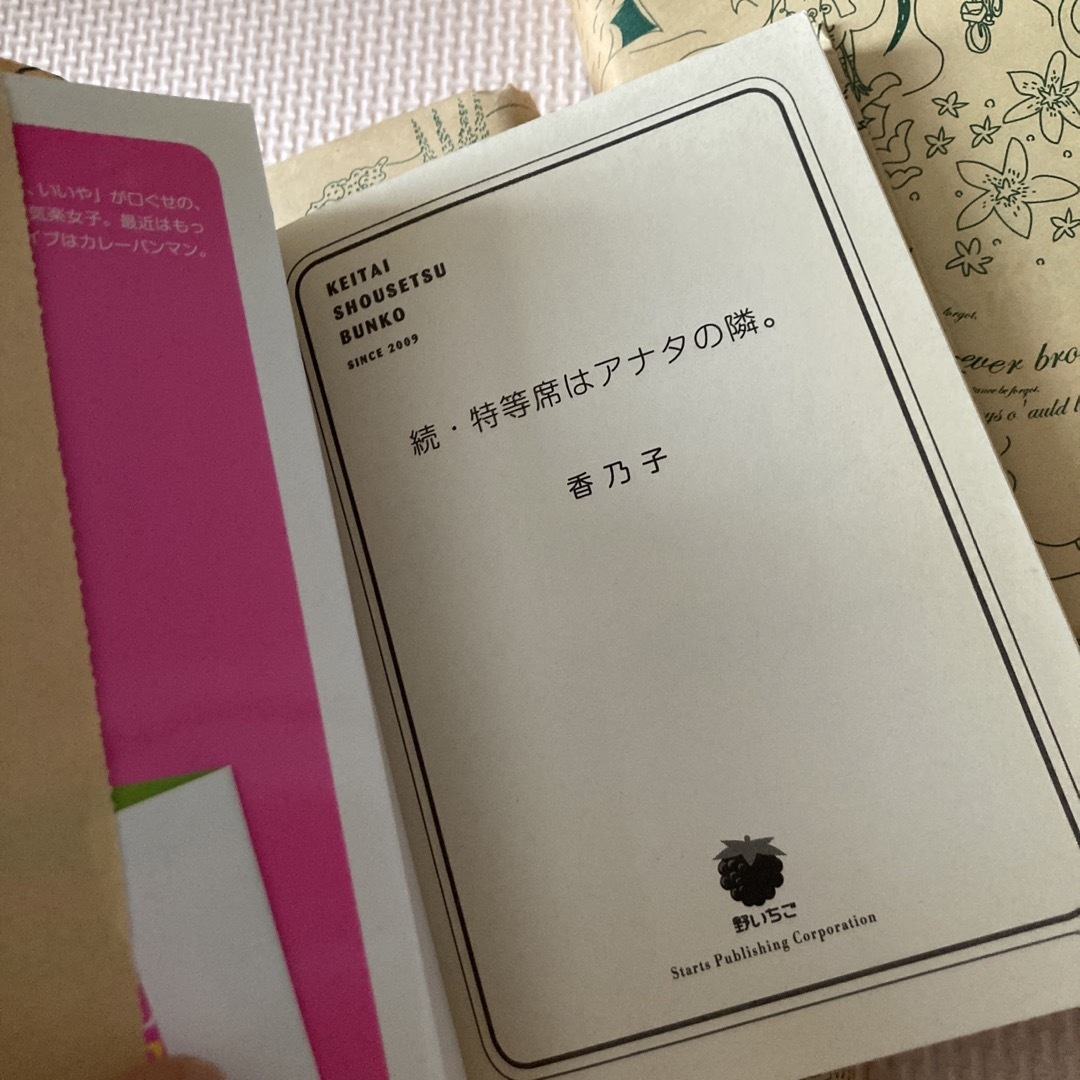 、いいや」が口ぐせの、
気楽女子。最近はもっ
イプはカレーパンマン。
KEITAI
SHOUSETSU
BUNKO
SINCE 2009
続・特等席はアナタの隣。
香乃子
野いちご
Starts Publishing Corporation
forgot,
ever bro
ance be forgot,
ys o'auld l